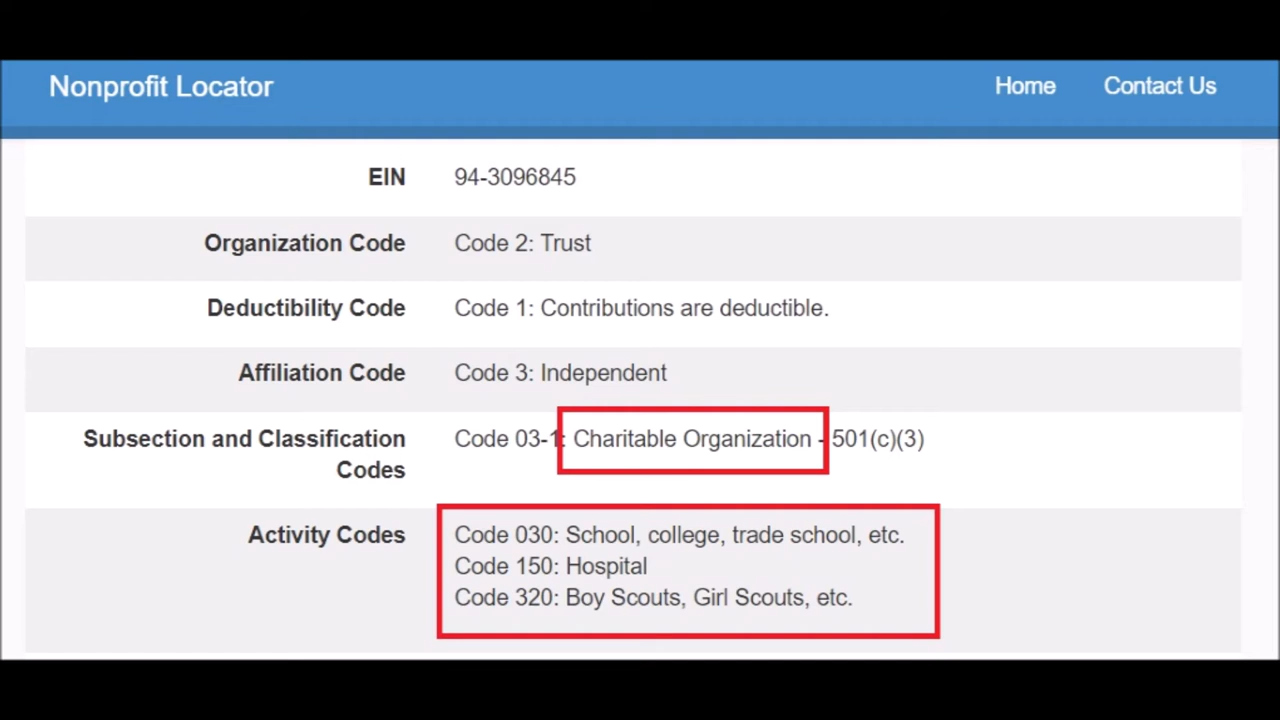 Nonprofit Locator Home Contact Us
EIN 94-3096845
Organization Code Code 2: Trust
Deductibility Code Code 1: Contributions are deductible.
Affiliation Code Code 3: Independent
Subsection and Classification Code 03-1: Charitable Organization - 501(c)(3)
Codes
Activity Codes Code 030: School, college, trade school, etc.
Code 150: Hospital
Code 320: Boy Scouts, Girl Scouts, etc.